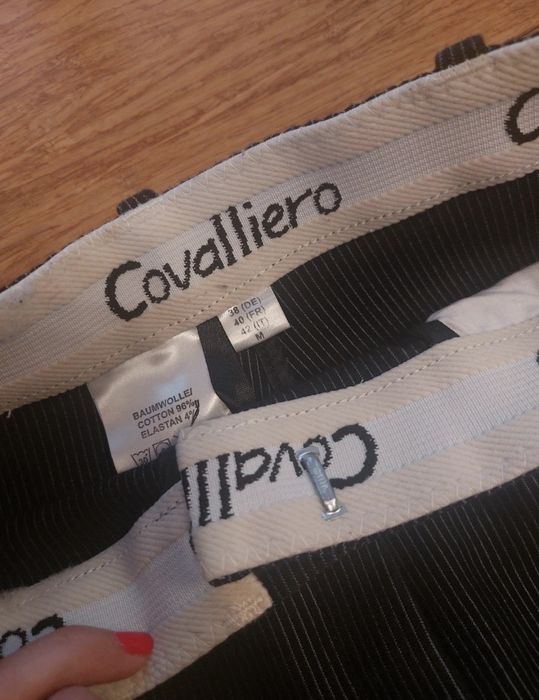 Covalliero
C
38 (DE)
40 (FR)
42 (IT)
M
BAUMWOLLE/
COTTON 96%
ELASTAN 4%
Covalli
Co